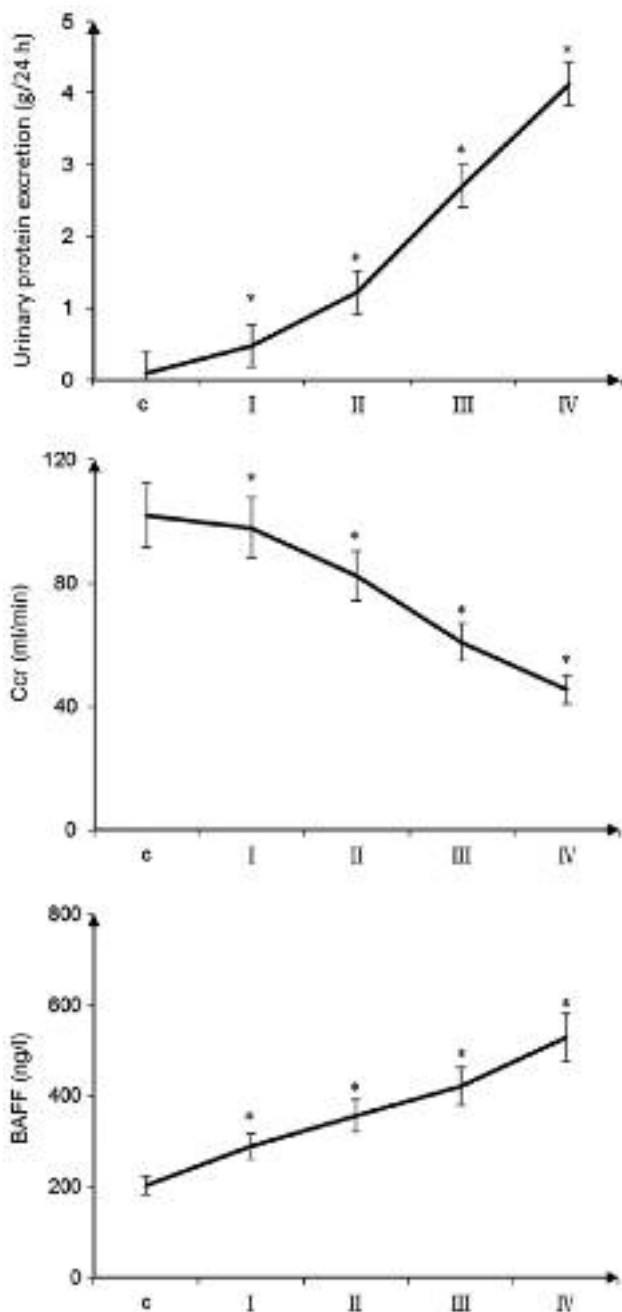 Urinary protein excretion (g/24 h)
5
4
3
2
1
0
* * * *
c I II III IV
Ccr (ml/min)
120
80
40
0
* * * *
c I II III IV
BAFF (ng/l)
800
600
400
200
0
* * * *
c I II III IV